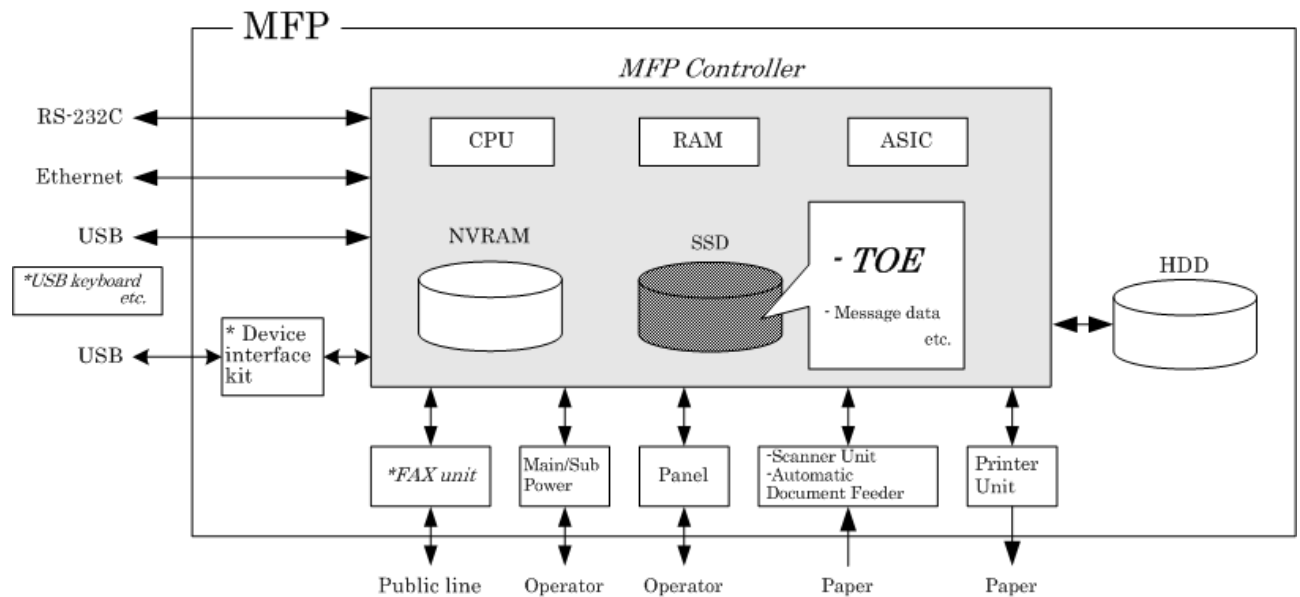 MFP
MFP Controller
RS-232C
CPU
RAM
ASIC
Ethernet
USB
NVRAM
SSD
- TOE
- Message data
etc.
HDD
*USB keyboard
etc.
USB
* Device
interface
kit
*FAX unit
Main/Sub
Power
Panel
-Scanner Unit
-Automatic
Document Feeder
Printer
Unit
Public line
Operator
Operator
Paper
Paper